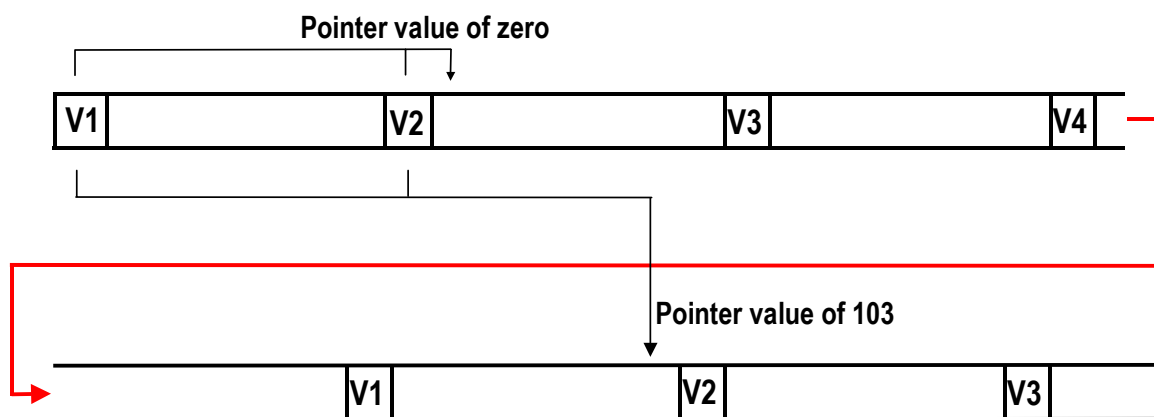 Pointer value of zero
V1 V2 V3 V4
Pointer value of 103
V1 V2 V3